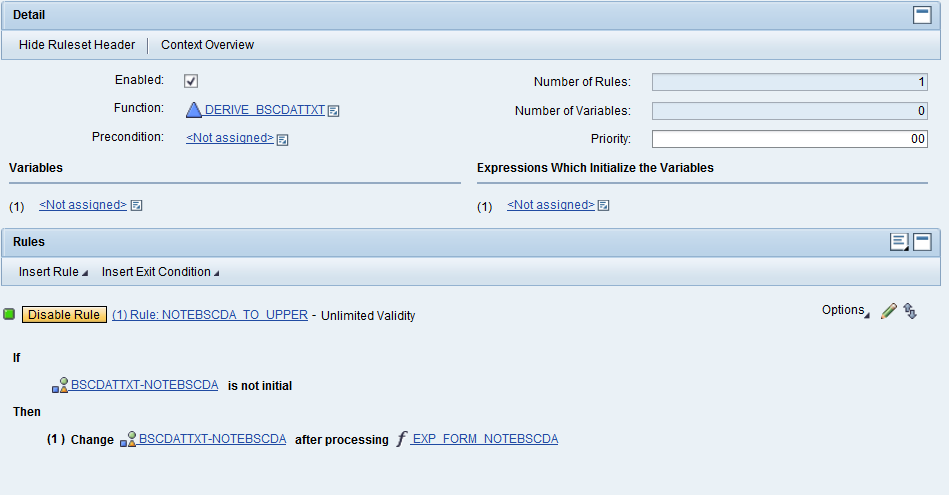 Detail
Hide Ruleset Header Context Overview
Enabled: Number of Rules: 1
Function: DERIVE_BSCDATTXT Number of Variables: 0
Precondition: <Not assigned> Priority: 00
Variables Expressions Which Initialize the Variables
(1) <Not assigned> (1) <Not assigned>
Rules
Insert Rule Insert Exit Condition
Disable Rule (1) Rule: NOTEBSCDA_TO_UPPER - Unlimited Validity Options
If
BSCDATTXT-NOTEBSCDA is not initial
Then
(1 ) Change BSCDATTXT-NOTEBSCDA after processing EXP_FORM_NOTEBSCDA